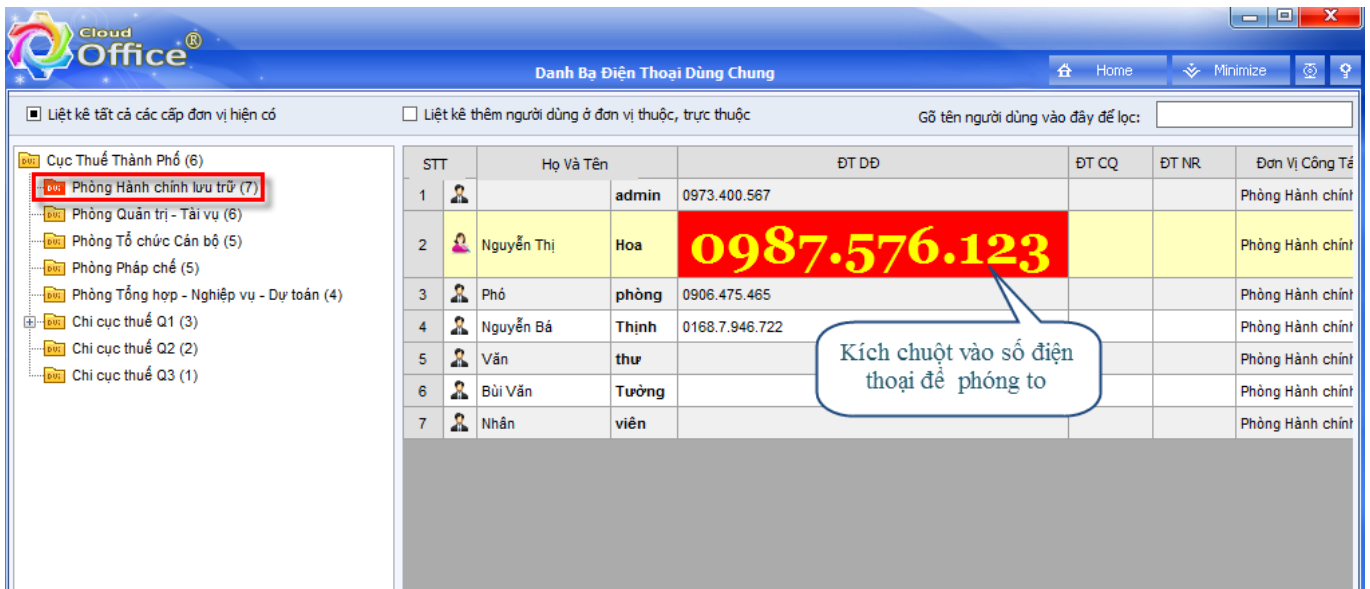 Cloud
Office®
Danh Bạ Điện Thoại Dùng Chung
Home
Minimize
Liệt kê tất cả các cấp đơn vị hiện có
Liệt kê thêm người dùng ở đơn vị thuộc, trực thuộc
Gõ tên người dùng vào đây để lọc:
Cục Thuế Thành Phố (6)
Phòng Hành chính lưu trữ (7)
Phòng Quản trị - Tài vụ (6)
Phòng Tổ chức Cán bộ (5)
Phòng Pháp chế (5)
Phòng Tổng hợp - Nghiệp vụ - Dự toán (4)
Chi cục thuế Q1 (3)
Chi cục thuế Q2 (2)
Chi cục thuế Q3 (1)
STT Họ Và Tên ĐT DĐ ĐT CQ ĐT NR Đơn Vị Công Tá
1 admin 0973.400.567 Phòng Hành chính
2 Nguyễn Thị Hoa 0987.576.123 Phòng Hành chính
3 Phó phòng 0906.475.465 Phòng Hành chính
4 Nguyễn Bá Thịnh 0168.7.946.722 Phòng Hành chính
5 Văn thư Phòng Hành chính
6 Bùi Văn Tường Phòng Hành chính
7 Nhân viên Phòng Hành chính
Kích chuột vào số điện
thoại để phóng to